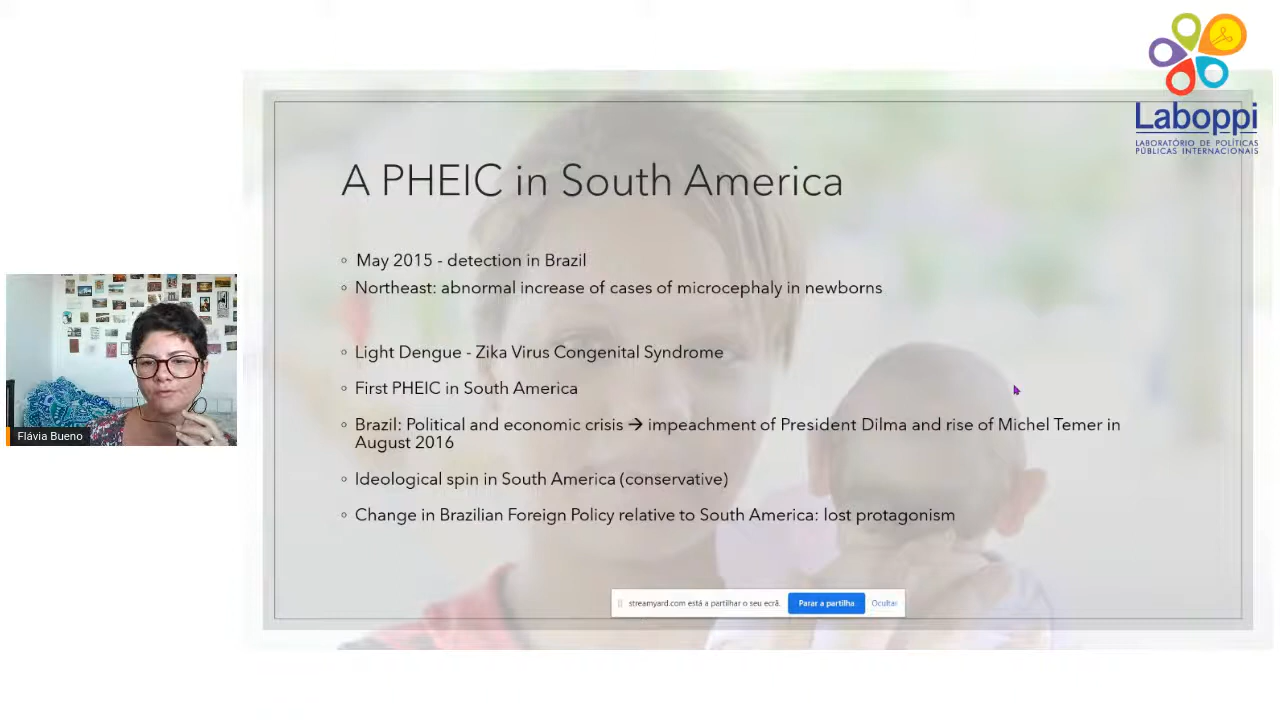 Laboppi
LABORATÓRIO DE POLÍTICAS
PÚBLICAS INTERNACIONAIS
A PHEIC in South America
May 2015 - detection in Brazil
Northeast: abnormal increase of cases of microcephaly in newborns
Light Dengue - Zika Virus Congenital Syndrome
First PHEIC in South America
Brazil: Political and economic crisis → impeachment of President Dilma and rise of Michel Temer in
August 2016
Ideological spin in South America (conservative)
Change in Brazilian Foreign Policy relative to South America: lost protagonism
Flávia Bueno
streamyard.com está a partilhar o seu ecrã. Parar a partilha Ocultar